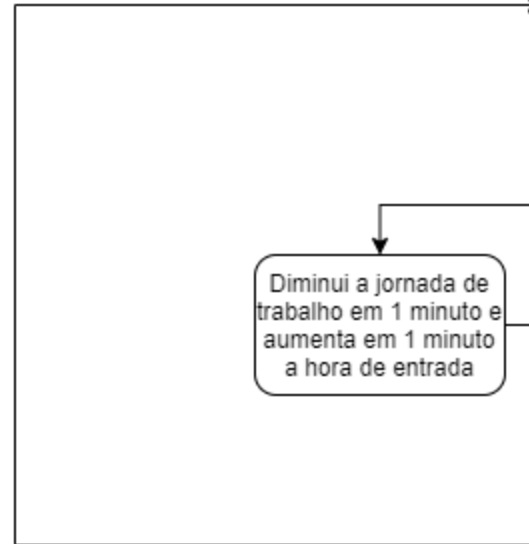 Diminui a jornada de
trabalho em 1 minuto e
aumenta em 1 minuto
a hora de entrada